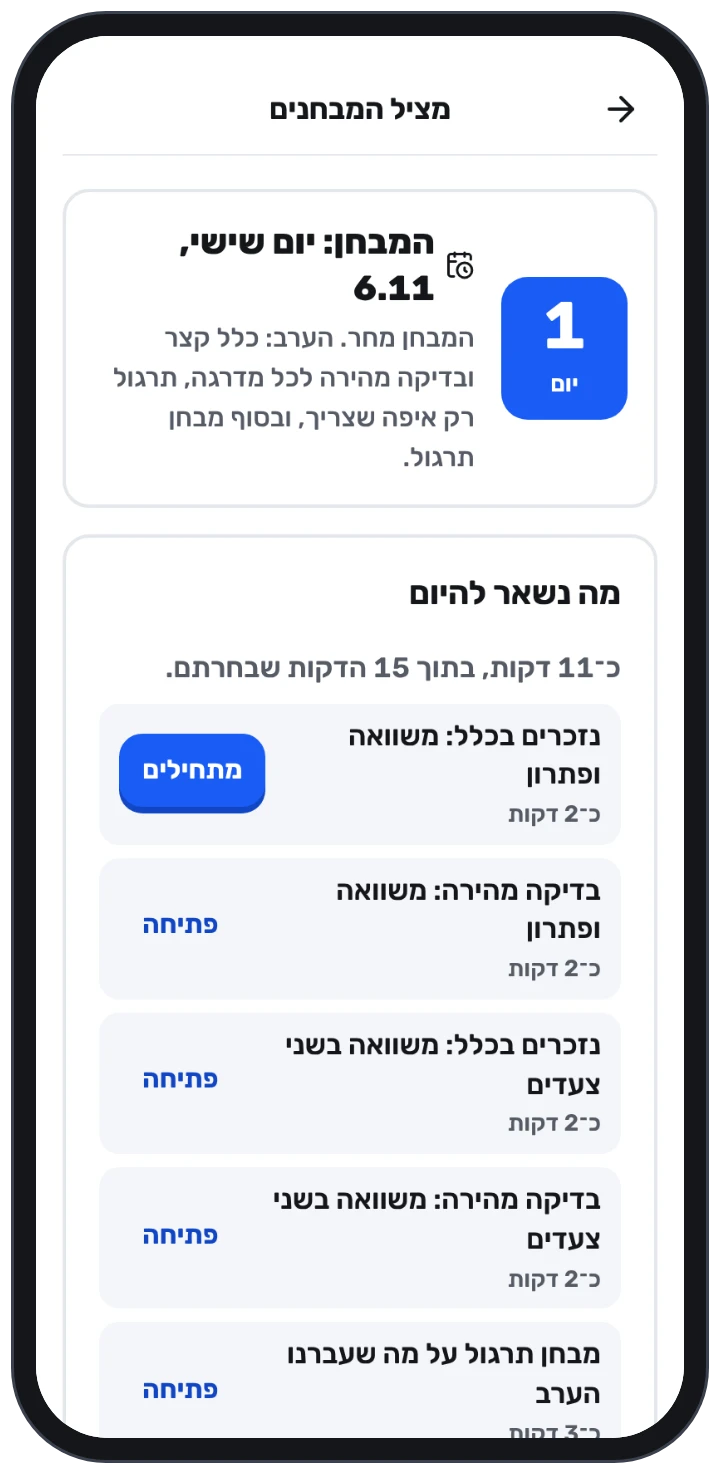 מציל המבחנים
המבחן: יום שישי,
6.11
1
יום
המבחן מחר. הערב: כלל קצר
ובדיקה מהירה לכל מדרגה, תרגול
רק איפה שצריך, ובסוף מבחן
תרגול.
מה נשאר להיום
כ־11 דקות, בתוך 15 הדקות שבחרתם.
נזכרים בכלל: משוואה
ופתרון
כ־2 דקות
מתחילים
בדיקה מהירה: משוואה
ופתרון
כ־2 דקות
פתיחה
נזכרים בכלל: משוואה בשני
צעדים
כ־2 דקות
פתיחה
בדיקה מהירה: משוואה בשני
צעדים
כ־2 דקות
פתיחה
מבחן תרגול על מה שעברנו
הערב
כ־3 דקות
פתיחה